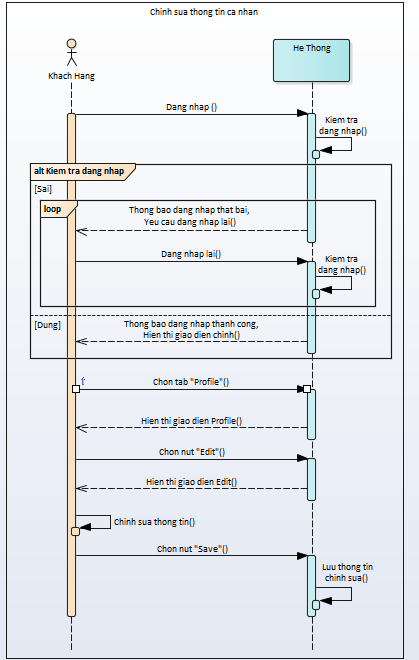 Chinh sua thong tin ca nhan
Khach Hang
He Thong
Dang nhap ()
Kiem tra
dang nhap()
alt Kiem tra dang nhap
[Sai]
loop
Thong bao dang nhap that bai,
Yeu cau dang nhap lai()
Dang nhap lai()
Kiem tra
dang nhap()
[Dung]
Thong bao dang nhap thanh cong,
Hien thi giao dien chinh()
Chon tab "Profile"()
Hien thi giao dien Profile()
Chon nut "Edit"()
Hien thi giao dien Edit()
Chinh sua thong tin()
Chon nut "Save"()
Luu thong tin
chinh sua()